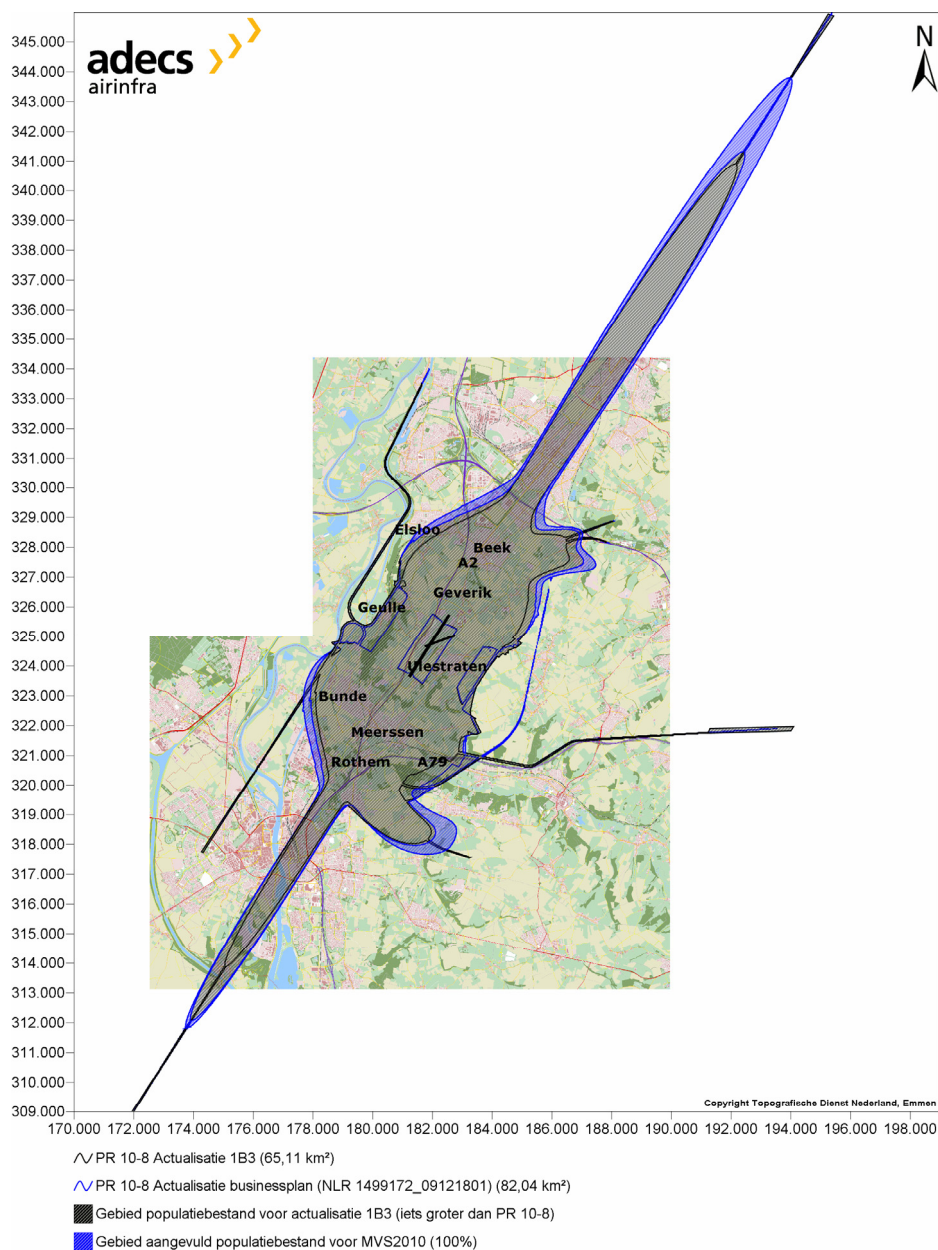 adecs
airinfra
N
345.000
344.000
343.000
342.000
341.000
340.000
339.000
338.000
337.000
336.000
335.000
334.000
333.000
332.000
331.000
330.000
329.000
328.000
327.000
326.000
325.000
324.000
323.000
322.000
321.000
320.000
319.000
318.000
317.000
316.000
315.000
314.000
313.000
312.000
311.000
310.000
309.000
Elsloo
Beek
A2
Geverik
Geulle
Ulestraten
Bunde
Meerssen
Rothem
A79
Copyright Topografische Dienst Nederland, Emmen
170.000 172.000 174.000 176.000 178.000 180.000 182.000 184.000 186.000 188.000 190.000 192.000 194.000 196.000 198.000
PR 10-8 Actualisatie 1B3 (65,11 km²)
PR 10-8 Actualisatie businessplan (NLR 1499172_09121801) (82,04 km²)
Gebied populatiebestand voor actualisatie 1B3 (iets groter dan PR 10-8)
Gebied aangevuld populatiebestand voor MVS2010 (100%)